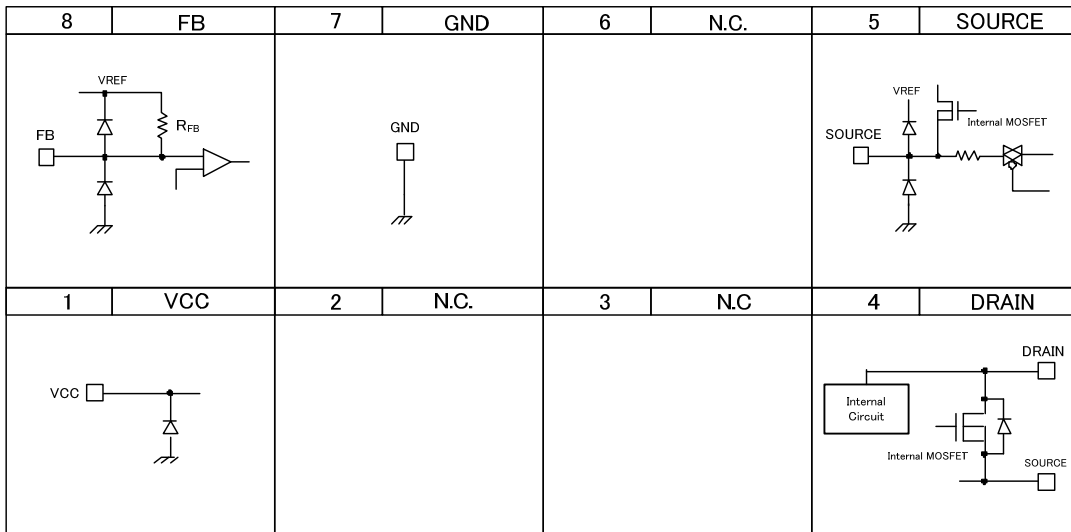 8 FB 7 GND 6 N.C. 5 SOURCE
VREF
FB
RFB
GND
VREF
Internal MOSFET
SOURCE
1 VCC 2 N.C. 3 N.C 4 DRAIN
VCC
DRAIN
Internal
Circuit
Internal MOSFET
SOURCE